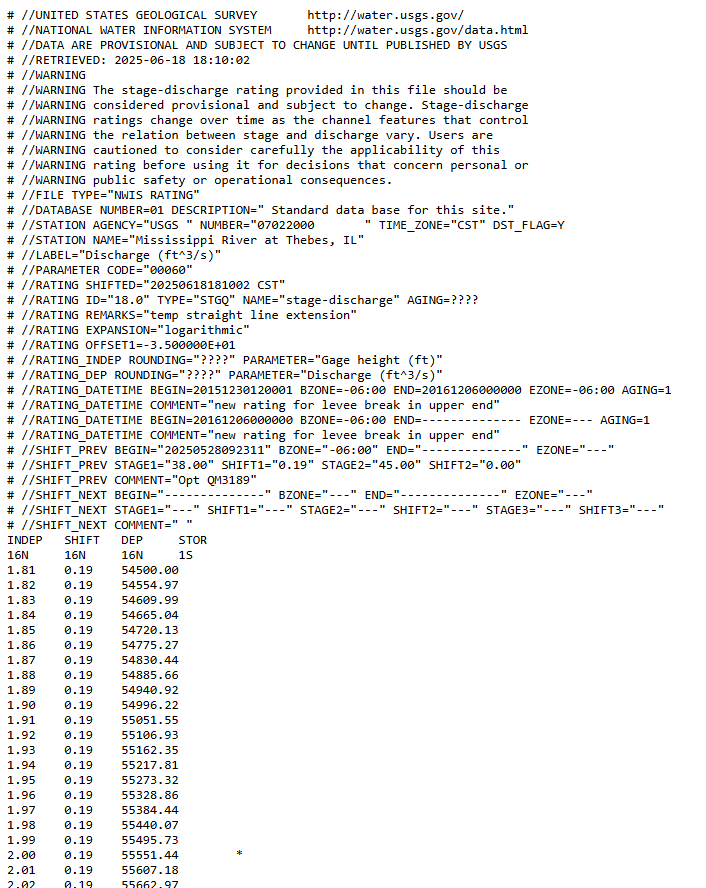 # //UNITED STATES GEOLOGICAL SURVEY       http://water.usgs.gov/
# //NATIONAL WATER INFORMATION SYSTEM     http://water.usgs.gov/data.html
# //DATA ARE PROVISIONAL AND SUBJECT TO CHANGE UNTIL PUBLISHED BY USGS
# //RETRIEVED: 2025-06-18 18:10:02
# //WARNING
# //WARNING The stage-discharge rating provided in this file should be
# //WARNING considered provisional and subject to change. Stage-discharge
# //WARNING ratings change over time as the channel features that control
# //WARNING the relation between stage and discharge vary. Users are
# //WARNING cautioned to consider carefully the applicability of this
# //WARNING rating before using it for decisions that concern personal or
# //WARNING public safety or operational consequences.
# //FILE TYPE="NWIS RATING"
# //DATABASE NUMBER=01 DESCRIPTION=" Standard data base for this site."
# //STATION AGENCY="USGS " NUMBER="07022000       " TIME_ZONE="CST" DST_FLAG=Y
# //STATION NAME="Mississippi River at Thebes, IL"
# //LABEL="Discharge (ft^3/s)"
# //PARAMETER CODE="00060"
# //RATING SHIFTED="20250618181002 CST"
# //RATING ID="18.0" TYPE="STGQ" NAME="stage-discharge" AGING=????
# //RATING REMARKS="temp straight line extension"
# //RATING EXPANSION="logarithmic"
# //RATING OFFSET1=-3.500000E+01
# //RATING_INDEP ROUNDING="????" PARAMETER="Gage height (ft)"
# //RATING_DEP ROUNDING="????" PARAMETER="Discharge (ft^3/s)"
# //RATING_DATETIME BEGIN=20151230120001 BZONE=-06:00 END=20161206000000 EZONE=-06:00 AGING=1
# //RATING_DATETIME COMMENT="new rating for levee break in upper end"
# //RATING_DATETIME BEGIN=20161206000000 BZONE=-06:00 END=-------------- EZONE=--- AGING=1
# //RATING_DATETIME COMMENT="new rating for levee break in upper end"
# //SHIFT_PREV BEGIN="20250528092311" BZONE="-06:00" END="--------------" EZONE="---"
# //SHIFT_PREV STAGE1="38.00" SHIFT1="0.19" STAGE2="45.00" SHIFT2="0.00"
# //SHIFT_PREV COMMENT="Opt QM3189"
# //SHIFT_NEXT BEGIN="--------------" BZONE="---" END="--------------" EZONE="---"
# //SHIFT_NEXT STAGE1="---" SHIFT1="---" STAGE2="---" SHIFT2="---" STAGE3="---" SHIFT3="---"
# //SHIFT_NEXT COMMENT=" "
INDEP   SHIFT   DEP     STOR
16N     16N     16N     1S
1.81    0.19    54500.00
1.82    0.19    54554.97
1.83    0.19    54609.99
1.84    0.19    54665.04
1.85    0.19    54720.13
1.86    0.19    54775.27
1.87    0.19    54830.44
1.88    0.19    54885.66
1.89    0.19    54940.92
1.90    0.19    54996.22
1.91    0.19    55051.55
1.92    0.19    55106.93
1.93    0.19    55162.35
1.94    0.19    55217.81
1.95    0.19    55273.32
1.96    0.19    55328.86
1.97    0.19    55384.44
1.98    0.19    55440.07
1.99    0.19    55495.73
2.00    0.19    55551.44        *
2.01    0.19    55607.18
2.02    0.19    55662.97